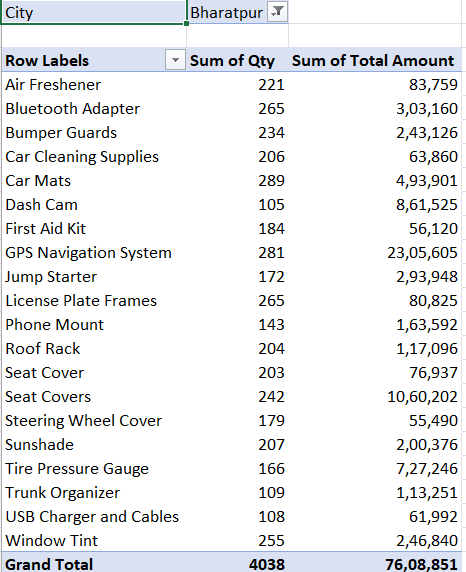 City Bharatpur
Row Labels Sum of Qty Sum of Total Amount
Air Freshener 221 83,759
Bluetooth Adapter 265 3,03,160
Bumper Guards 234 2,43,126
Car Cleaning Supplies 206 63,860
Car Mats 289 4,93,901
Dash Cam 105 8,61,525
First Aid Kit 184 56,120
GPS Navigation System 281 23,05,605
Jump Starter 172 2,93,948
License Plate Frames 265 80,825
Phone Mount 143 1,63,592
Roof Rack 204 1,17,096
Seat Cover 203 76,937
Seat Covers 242 10,60,202
Steering Wheel Cover 179 55,490
Sunshade 207 2,00,376
Tire Pressure Gauge 166 7,27,246
Trunk Organizer 109 1,13,251
USB Charger and Cables 108 61,992
Window Tint 255 2,46,840
Grand Total 4038 76,08,851